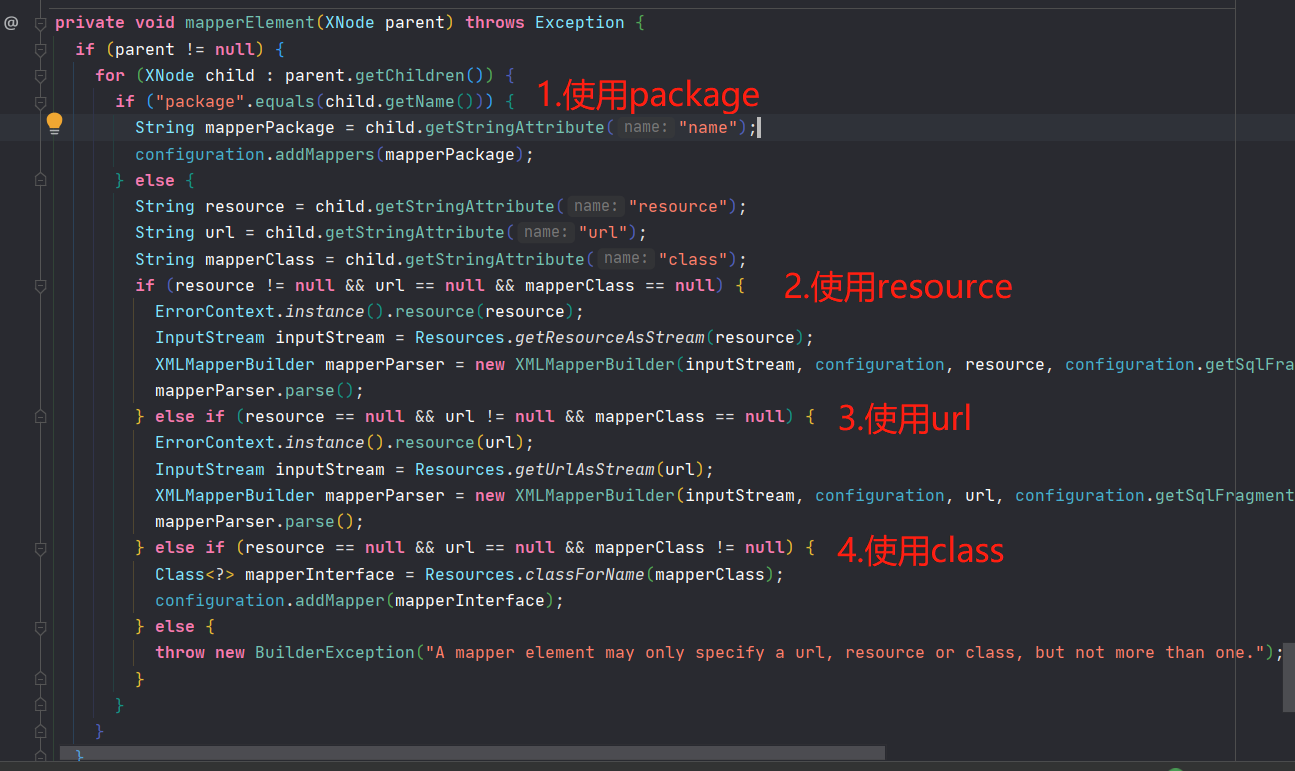 @
private void mapperElement(XNode parent) throws Exception {
if (parent != null) {
for (XNode child : parent.getChildren()) {
if ("package".equals(child.getName())) { 1.使用package
String mapperPackage = child.getStringAttribute( name: "name");
configuration.addMappers(mapperPackage);
} else {
String resource = child.getStringAttribute( name: "resource");
String url = child.getStringAttribute( name: "url");
String mapperClass = child.getStringAttribute( name: "class");
if (resource != null && url == null && mapperClass == null) { 2.使用resource
ErrorContext.instance().resource(resource);
InputStream inputStream = Resources.getResourceAsStream(resource);
XMLMapperBuilder mapperParser = new XMLMapperBuilder(inputStream, configuration, resource, configuration.getSqlFra
mapperParser.parse();
} else if (resource == null && url != null && mapperClass == null) { 3.使用url
ErrorContext.instance().resource(url);
InputStream inputStream = Resources.getUrlAsStream(url);
XMLMapperBuilder mapperParser = new XMLMapperBuilder(inputStream, configuration, url, configuration.getSqlFragment
mapperParser.parse();
} else if (resource == null && url == null && mapperClass != null) { 4.使用class
Class<?> mapperInterface = Resources.classForName(mapperClass);
configuration.addMapper(mapperInterface);
} else {
throw new BuilderException("A mapper element may only specify a url, resource or class, but not more than one.");
}
}
}
}